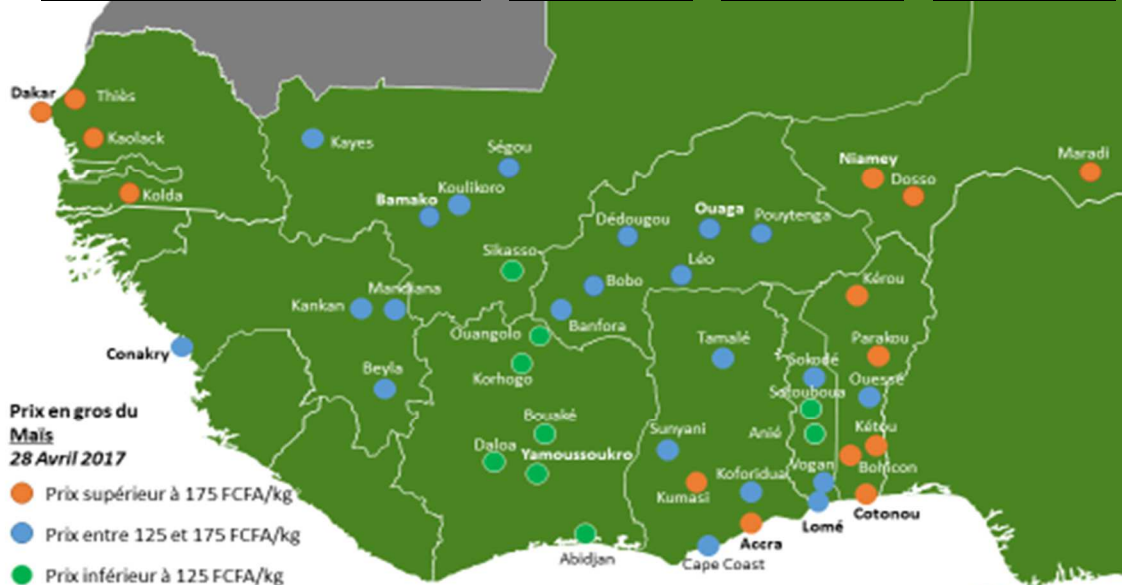 Dakar
Thiès
Kaolack
Kolda
Kayes
Ségou
Koulikoro
Bamako
Sikasso
Niamey
Dosso
Maradi
Dédougou
Ouaga
Pouytenga
Léo
Bobo
Banfora
Kankan
Mandiana
Conakry
Beyla
Ouangolo
Korhogo
Bouaké
Daloa
Yamoussoukro
Abidjan
Tamalé
Sunyani
Kumasi
Koforidua
Accra
Cape Coast
Kérou
Parakou
Sokodé
Ouessè
Sotouboua
Anié
Kétou
Bohicon
Vogan
Lomé
Cotonou
Prix en gros du
Maïs
28 Avril 2017
Prix supérieur à 175 FCFA/kg
Prix entre 125 et 175 FCFA/kg
Prix inférieur à 125 FCFA/kg